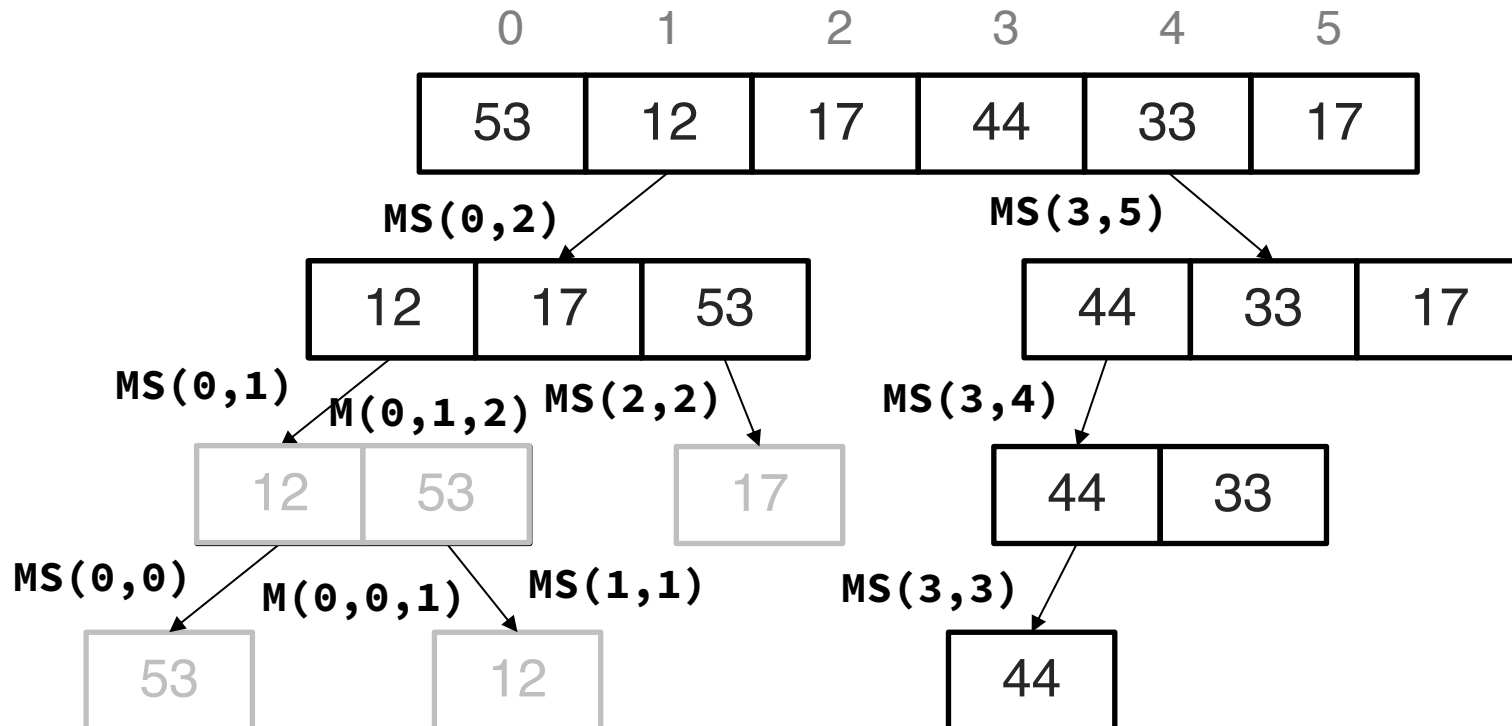 0 1 2 3 4 5
53 12 17 44 33 17
MS(0,2) MS(3,5)
12 17 53 44 33 17
MS(0,1) M(0,1,2) MS(2,2) MS(3,4)
12 53 17 44 33
MS(0,0) M(0,0,1) MS(1,1) MS(3,3)
53 12 44